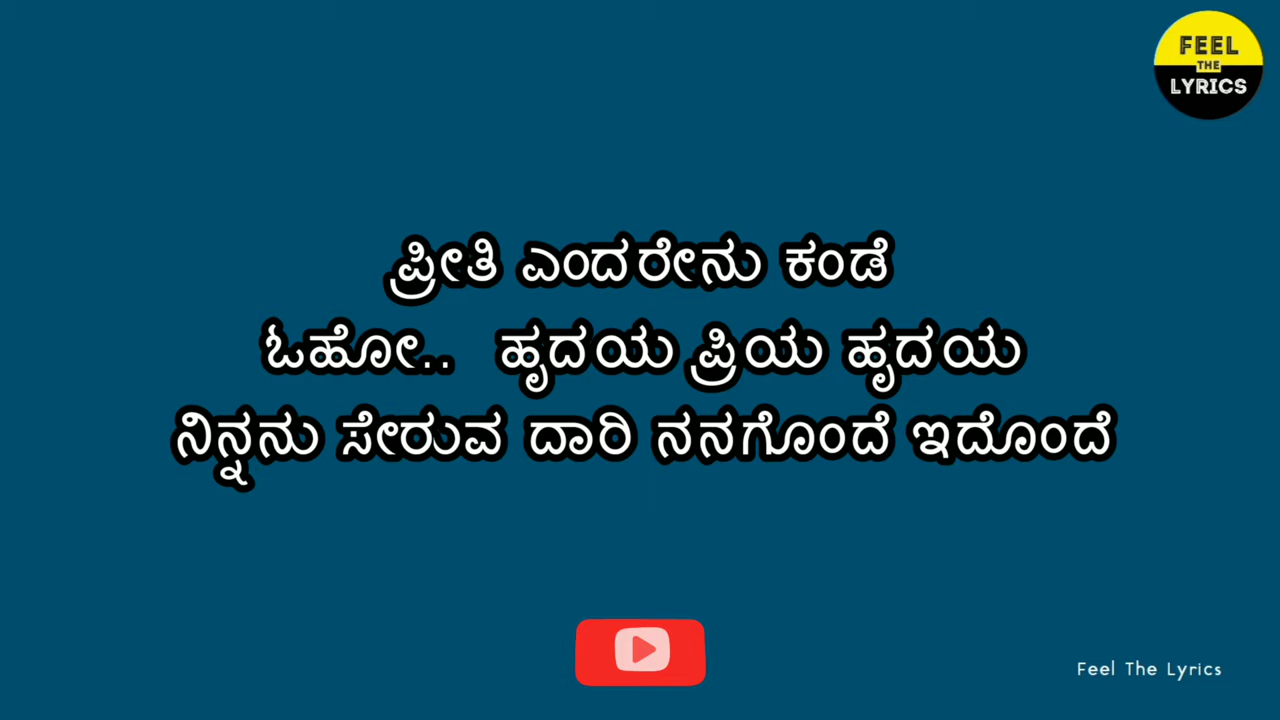 FEEL
THE
LYRICS
ಪ್ರೀತಿ ಎಂದರೇನು ಕಂಡೆ
ಓಹೋ.. ಹೃದಯ ಪ್ರಿಯ ಹೃದಯ
ನಿನ್ನನು ಸೇರುವ ದಾರಿ ನನಗೊಂದೆ ಇದೊಂದೆ
Feel The Lyrics